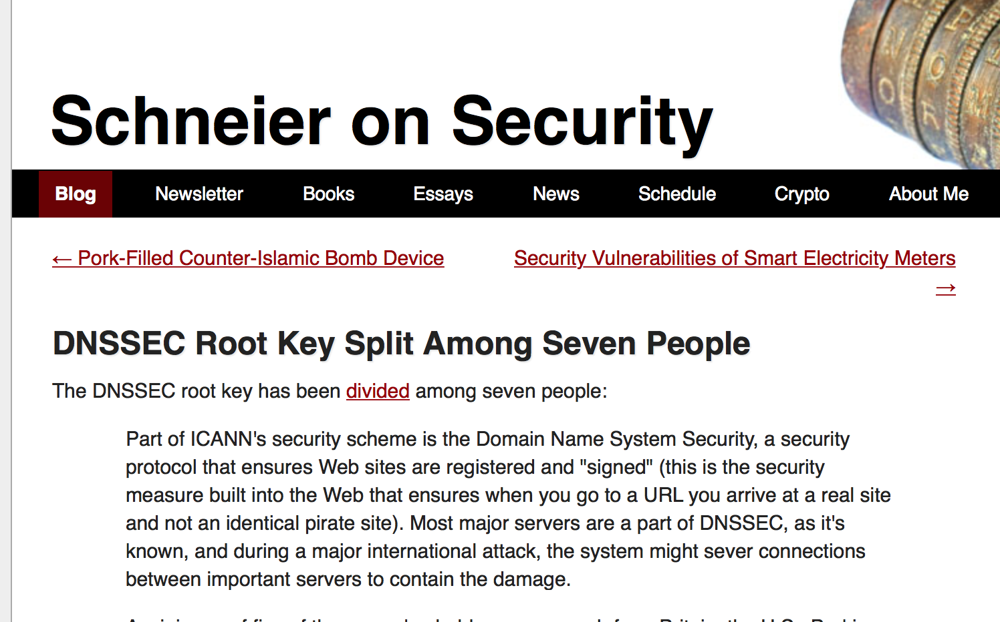 Schneier on Security
Blog Newsletter Books Essays News Schedule Crypto About Me
← Pork-Filled Counter-Islamic Bomb Device
Security Vulnerabilities of Smart Electricity Meters
→
DNSSEC Root Key Split Among Seven People
The DNSSEC root key has been divided among seven people:
Part of ICANN's security scheme is the Domain Name System Security, a security
protocol that ensures Web sites are registered and "signed" (this is the security
measure built into the Web that ensures when you go to a URL you arrive at a real site
and not an identical pirate site). Most major servers are a part of DNSSEC, as it's
known, and during a major international attack, the system might sever connections
between important servers to contain the damage.